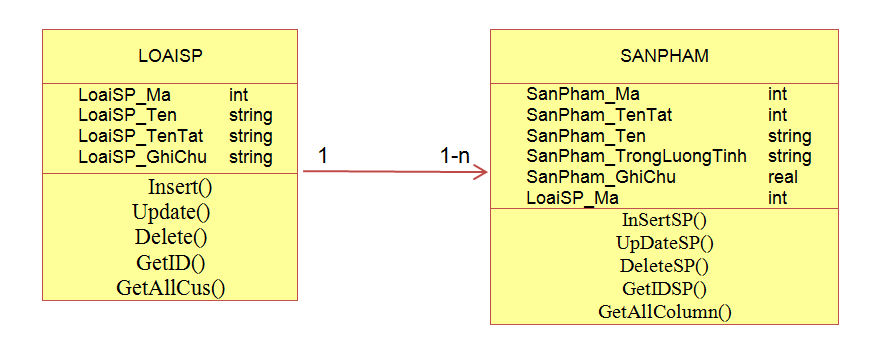 LOAISP
LoaiSP_Ma int
LoaiSP_Ten string
LoaiSP_TenTat string
LoaiSP_GhiChu string
Insert()
Update()
Delete()
GetID()
GetAllCus()
1 1-n
SANPHAM
SanPham_Ma int
SanPham_TenTat int
SanPham_Ten string
SanPham_TrongLuongTinh string
SanPham_GhiChu real
LoaiSP_Ma int
InSertSP()
UpDateSP()
DeleteSP()
GetIDSP()
GetAllColumn()